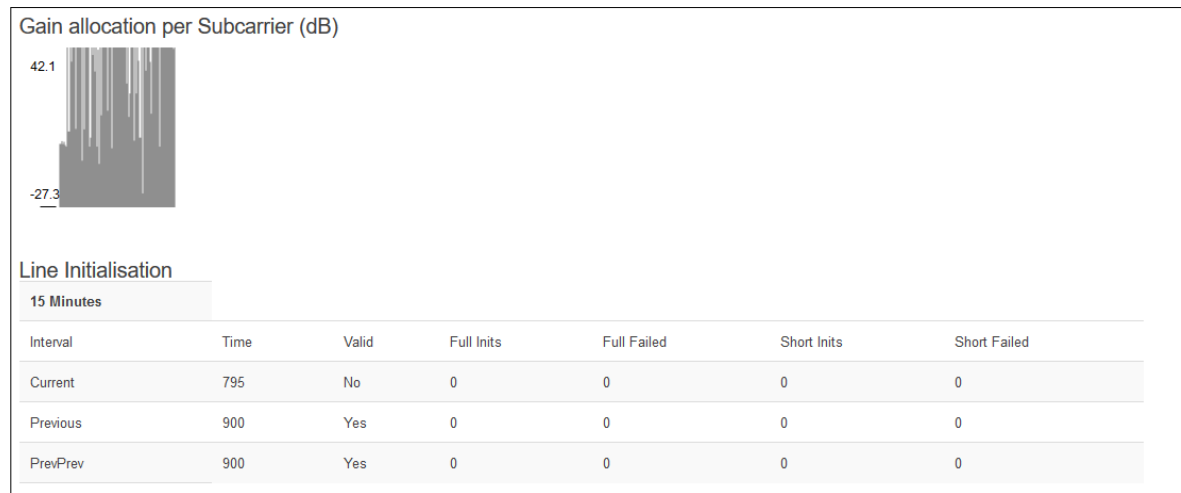 Gain allocation per Subcarrier (dB)
42.1
-27.3
Line Initialisation
15 Minutes
Interval Time Valid Full Inits Full Failed Short Inits Short Failed
Current 795 No 0 0 0 0
Previous 900 Yes 0 0 0 0
PrevPrev 900 Yes 0 0 0 0